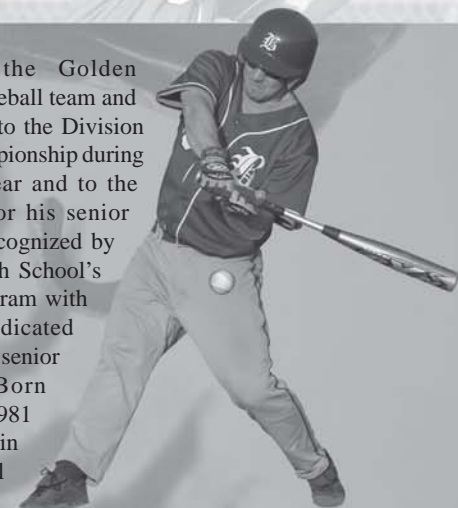 the Golden
eball team and
to the Division
pionship during
ear and to the
or his senior
cognized by
h School's
ram with
dicated
senior
Born
981
in
l
B